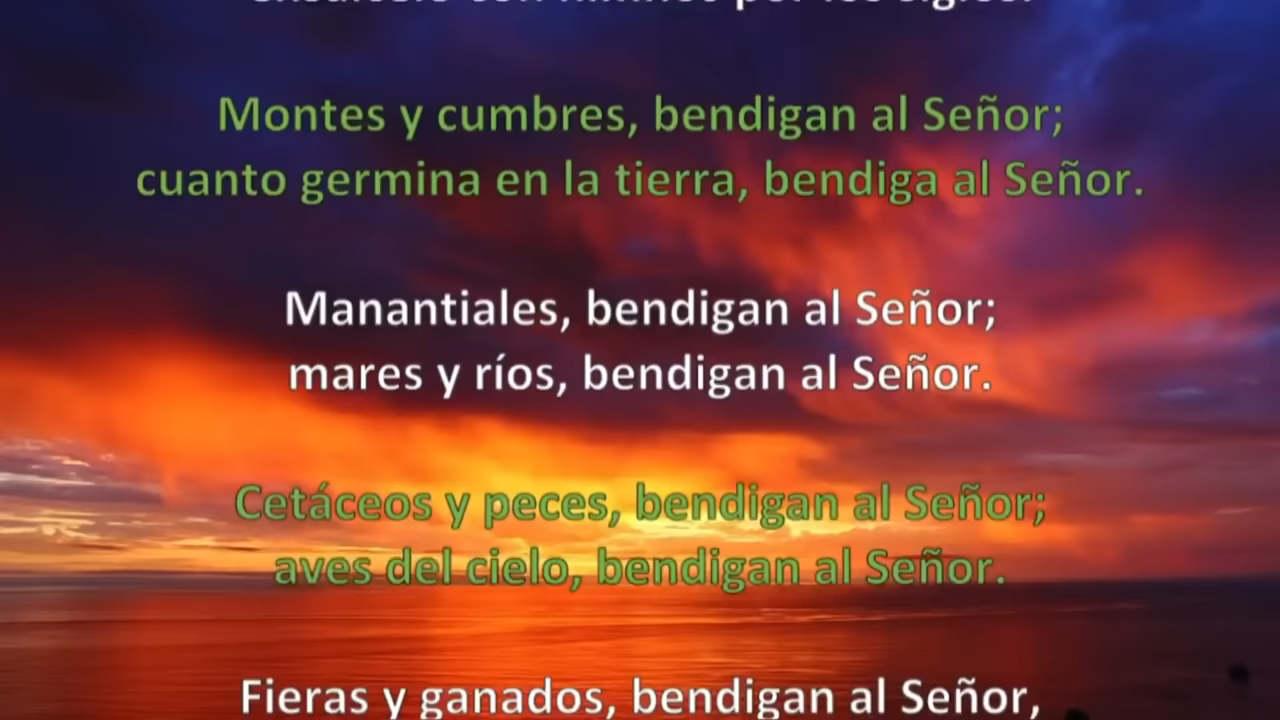 Montes y cumbres, bendigan al Señor;
cuanto germina en la tierra, bendiga al Señor.
Manantiales, bendigan al Señor;
mares y ríos, bendigan al Señor.
Cetáceos y peces, bendigan al Señor;
aves del cielo, bendigan al Señor.
Fieras y ganados, bendigan al Señor,